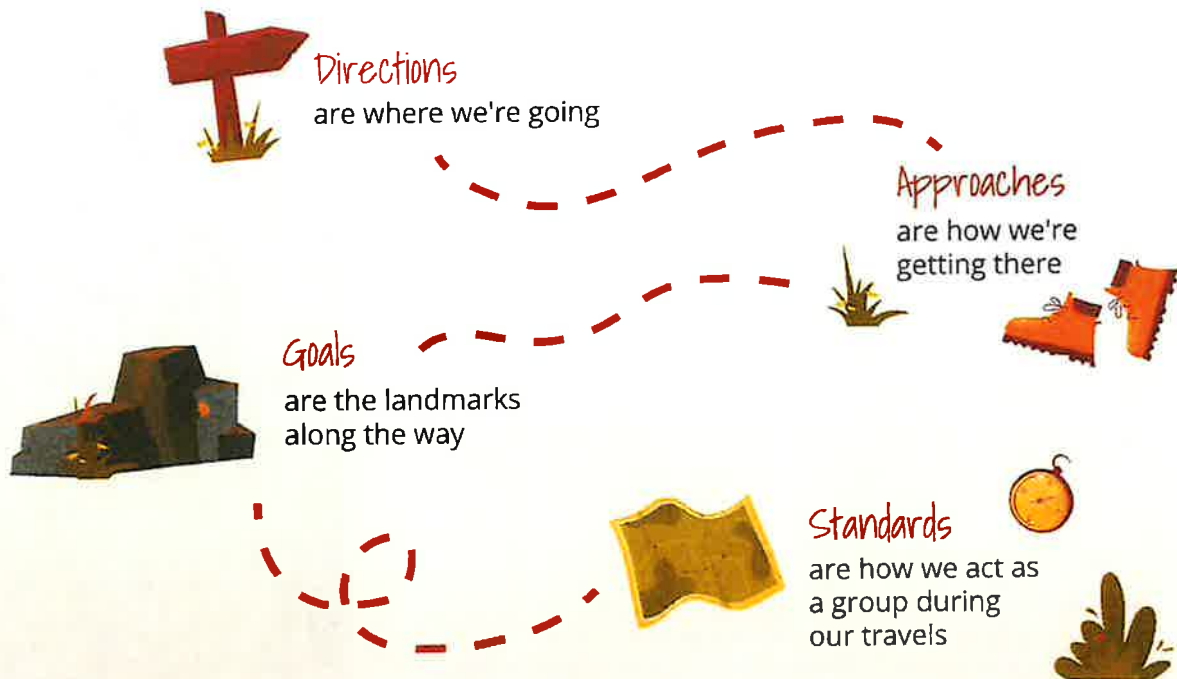 Directions
are where we're going
Approaches
are how we're
getting there
Goals
are the landmarks
along the way
Standards
are how we act as
a group during
our travels